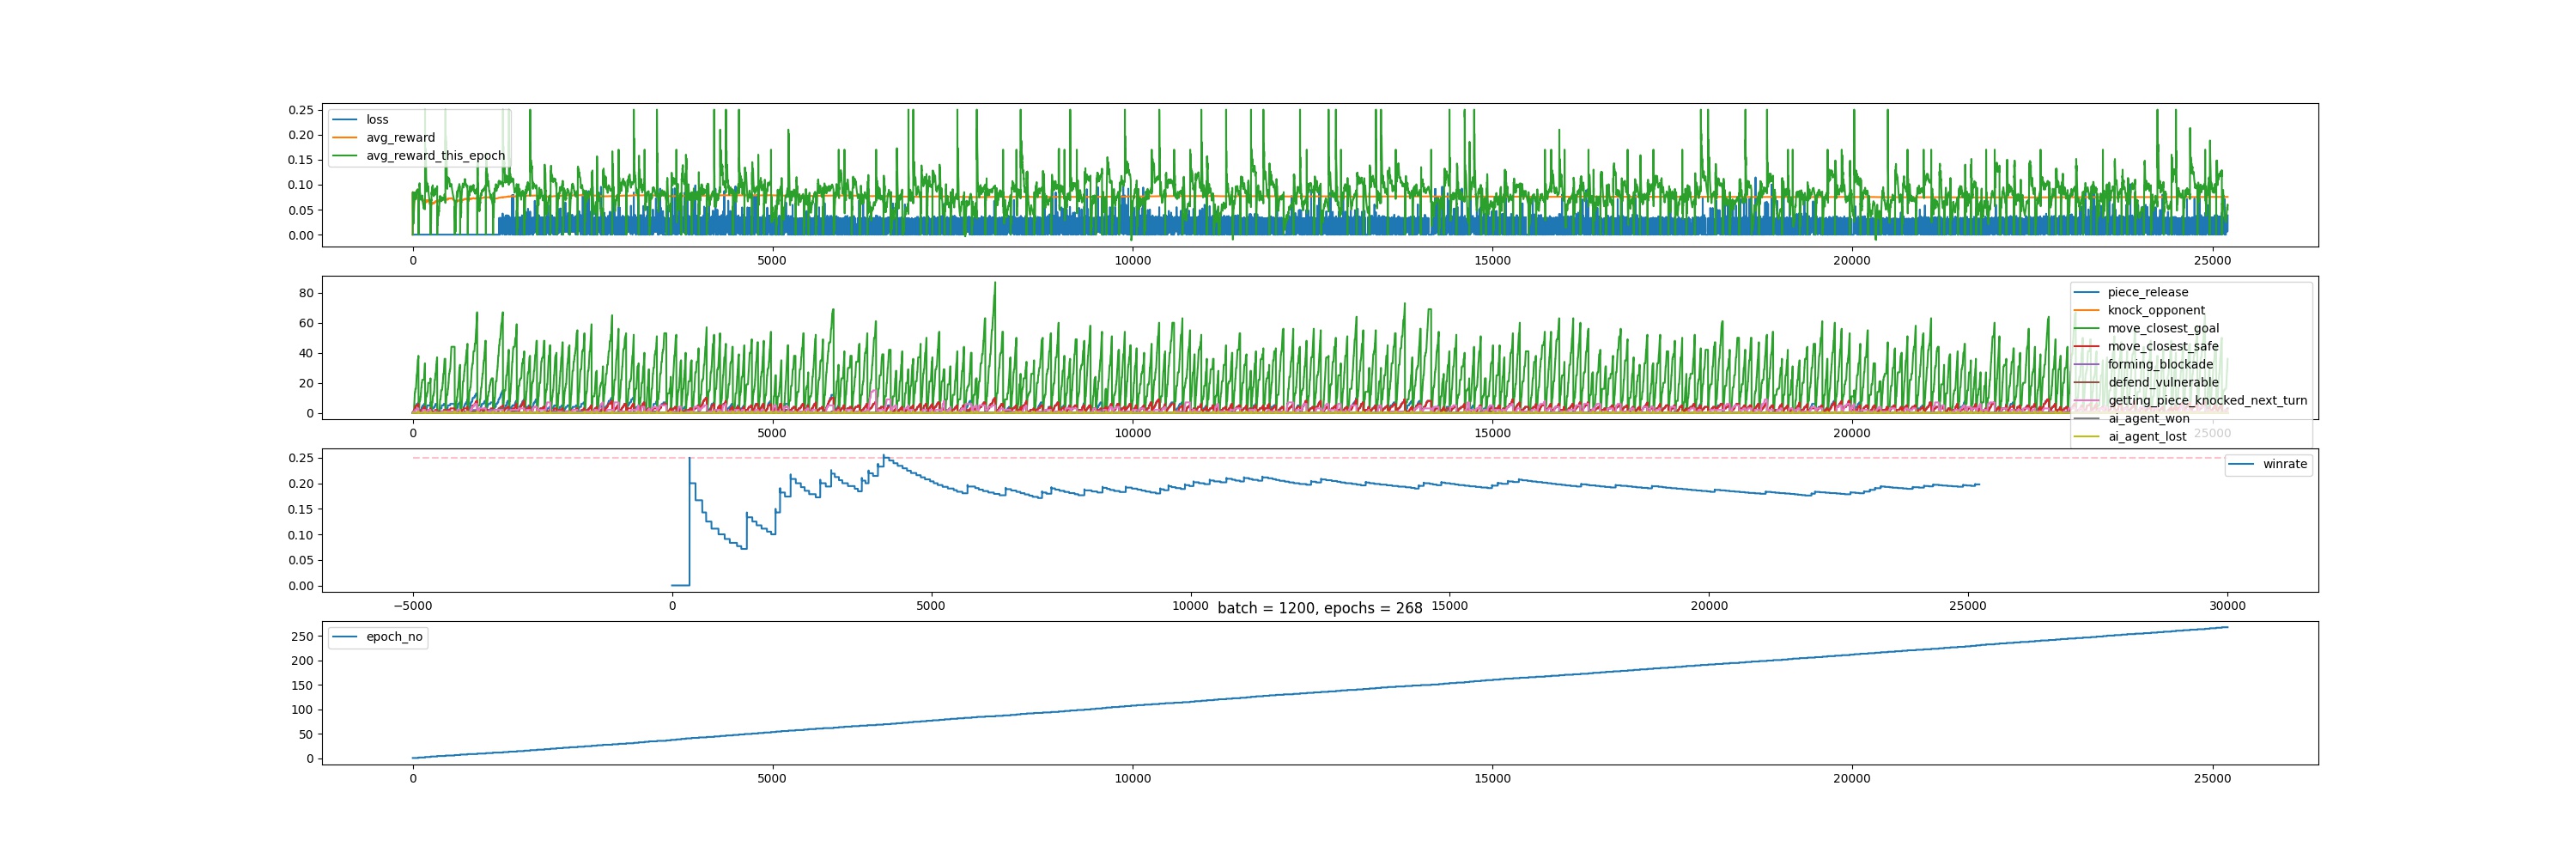 0.25
0.20
0.15
0.10
0.05
0.00
loss
avg_reward
avg_reward_this_epoch
0 5000 10000 15000 20000 25000
80
60
40
20
0
piece_release
knock_opponent
move_closest_goal
move_closest_safe
forming_blockade
defend_vulnerable
getting_piece_knocked_next_turn
ai_agent_won
ai_agent_lost
0 5000 10000 15000 20000 25000
0.25
0.20
0.15
0.10
0.05
0.00
winrate
−5000 0 5000 10000 15000 20000 25000 30000
batch = 1200, epochs = 268
250
200
150
100
50
0
epoch_no
0 5000 10000 15000 20000 25000